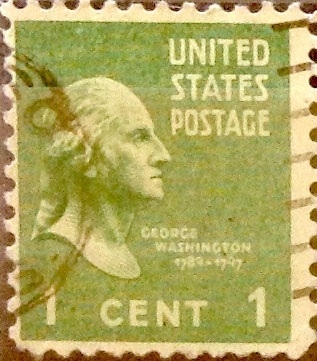 UNITED
STATES
POSTAGE
GEORGE
WASHINGTON
1789-1797
1 CENT 1